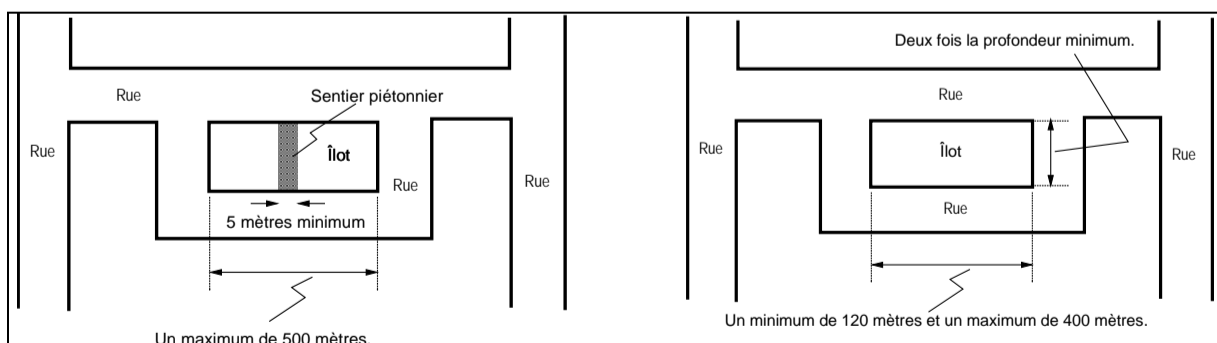 Rue
Sentier piétonnier
Rue
Îlot
Rue
Rue
5 mètres minimum
Un maximum de 500 mètres.
Deux fois la profondeur minimum.
Rue
Rue
Îlot
Rue
Rue
Un minimum de 120 mètres et un maximum de 400 mètres.